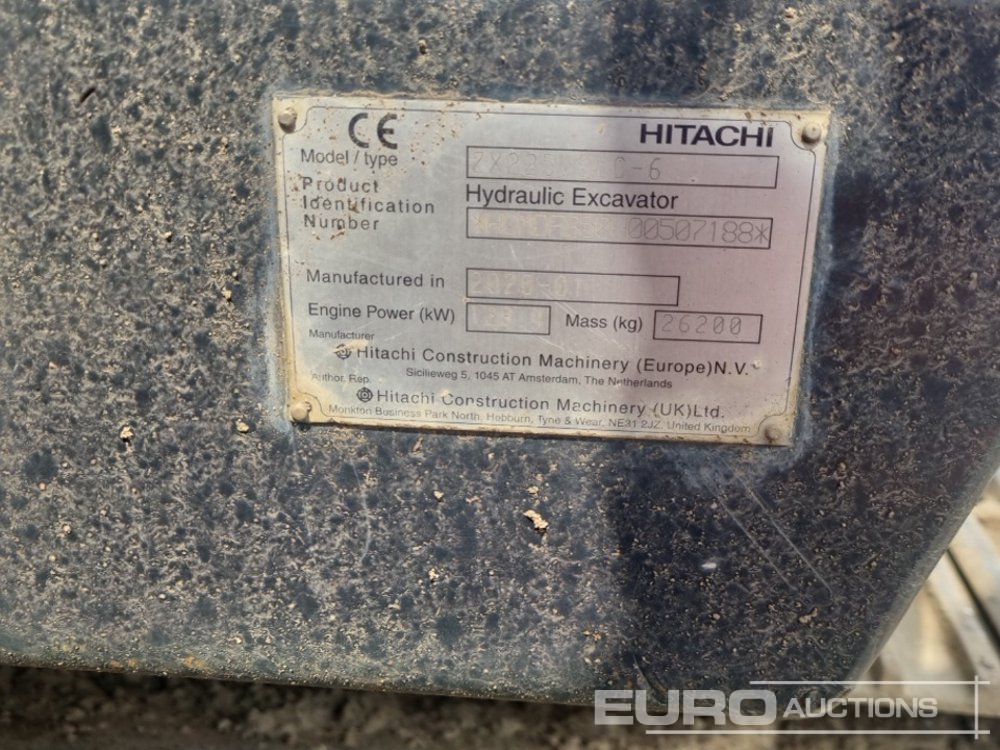 CE HITACHI
Model / type
Product Hydraulic Excavator
Identification
Number 00507188*
Manufactured in
Engine Power (kW) Mass (kg) 26200
Manufacturer
Hitachi Construction Machinery (Europe)N.V.
Sicilieweg 5, 1045 AT Amsterdam, The Netherlands
Author. Rep.
Hitachi Construction Machinery (UK)Ltd.
Monkton Business Park North, Hebburn, Tyne & Wear, NE31 2JZ, United Kingdom
EURO AUCTIONS